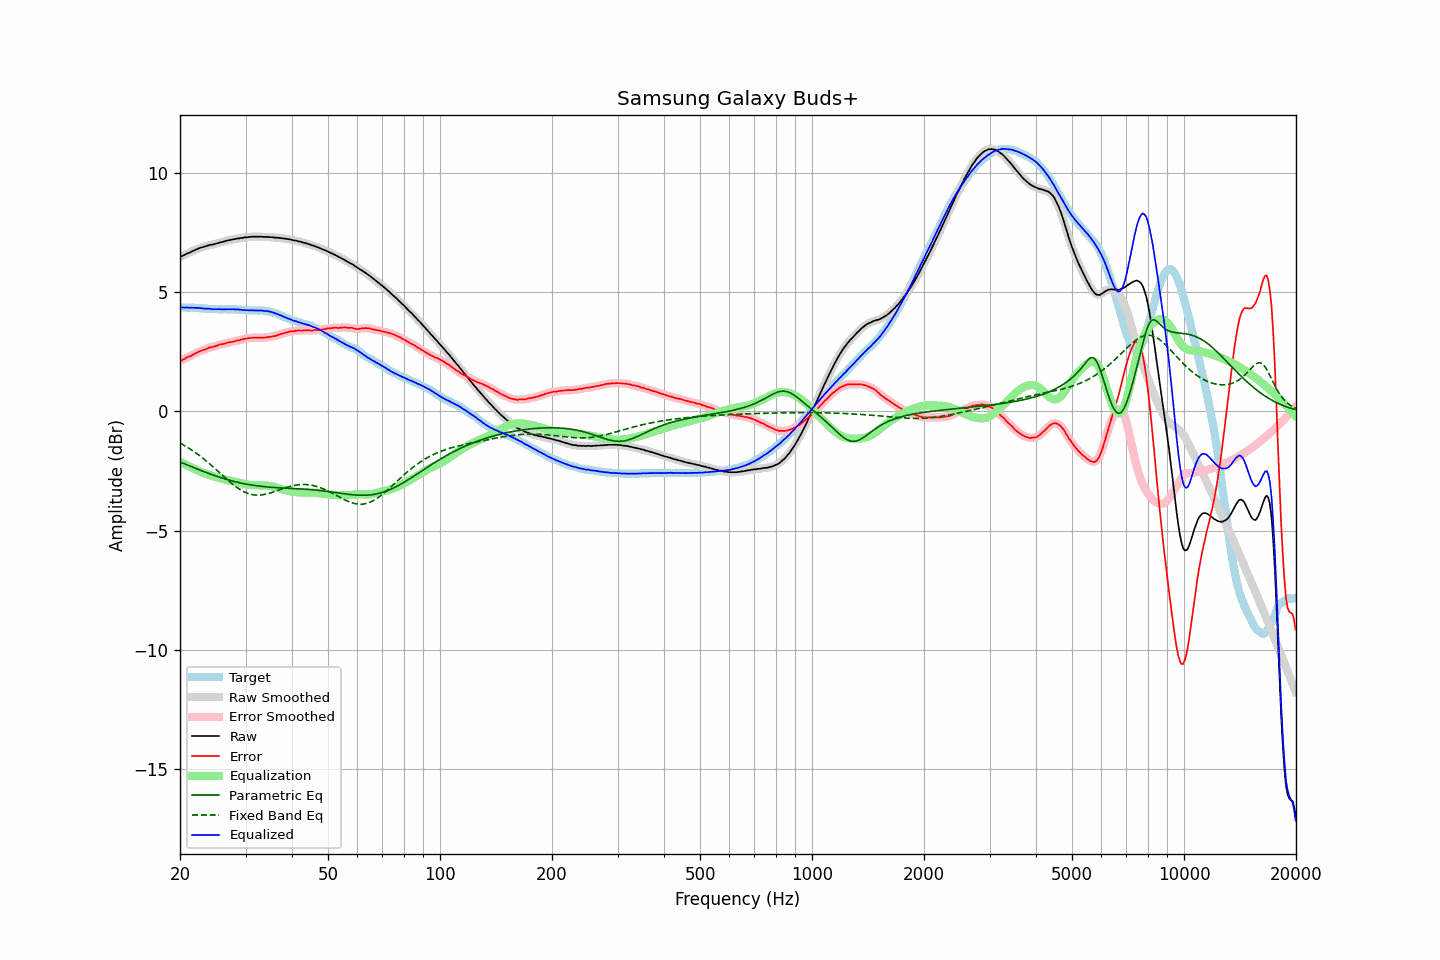 Samsung Galaxy Buds+
Amplitude (dBr)
10
5
0
−5
−10
−15
Target
Raw Smoothed
Error Smoothed
Raw
Error
Equalization
Parametric Eq
Fixed Band Eq
Equalized
20 50 100 200 500 1000 2000 5000 10000 20000
Frequency (Hz)